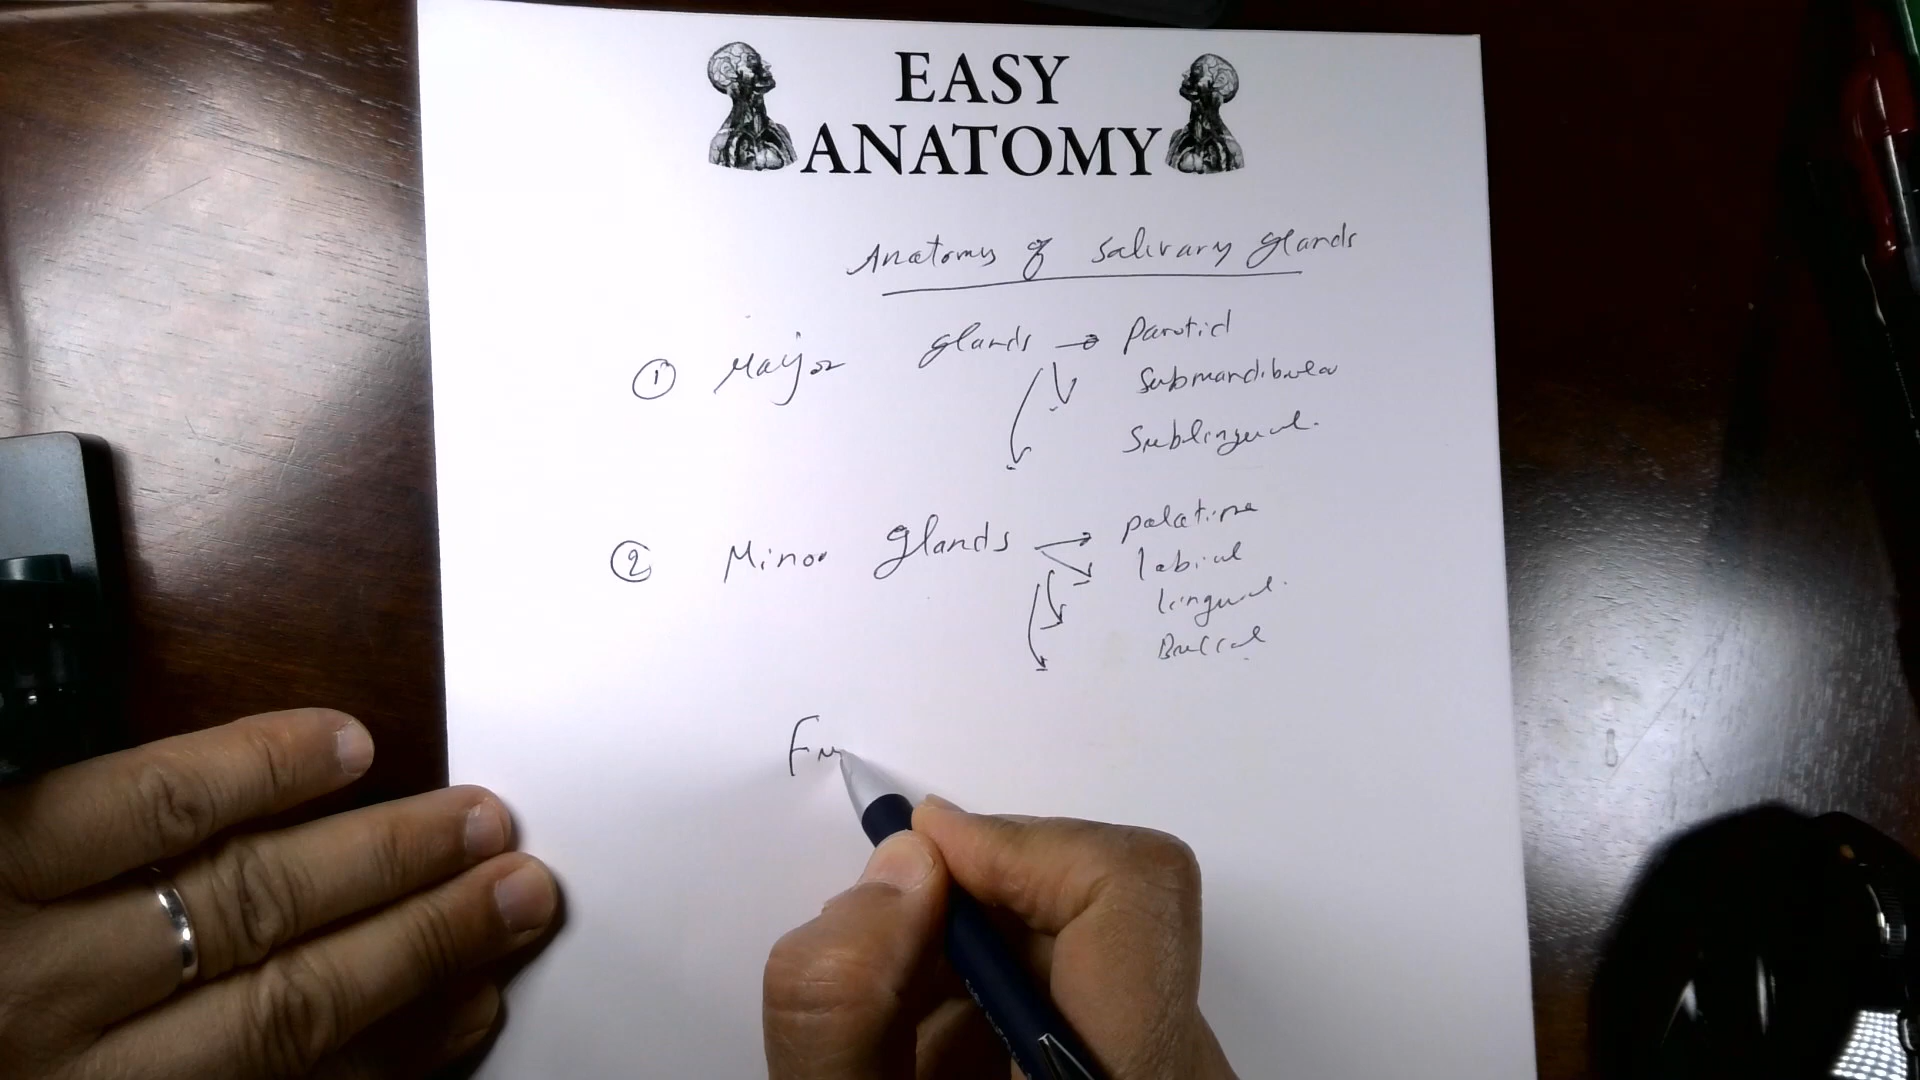 EASY
ANATOMY
Anatomy of salivary glands
① Major glands → Parotid
Submandibular
Sublingual.
② Minor glands → palatine
labial
lingual.
Buccal